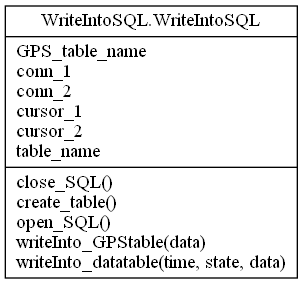 WriteIntoSQL.WriteIntoSQL
GPS_table_name
conn_1
conn_2
cursor_1
cursor_2
table_name
close_SQL()
create_table()
open_SQL()
writeInto_GPStable(data)
writeInto_datatable(time, state, data)